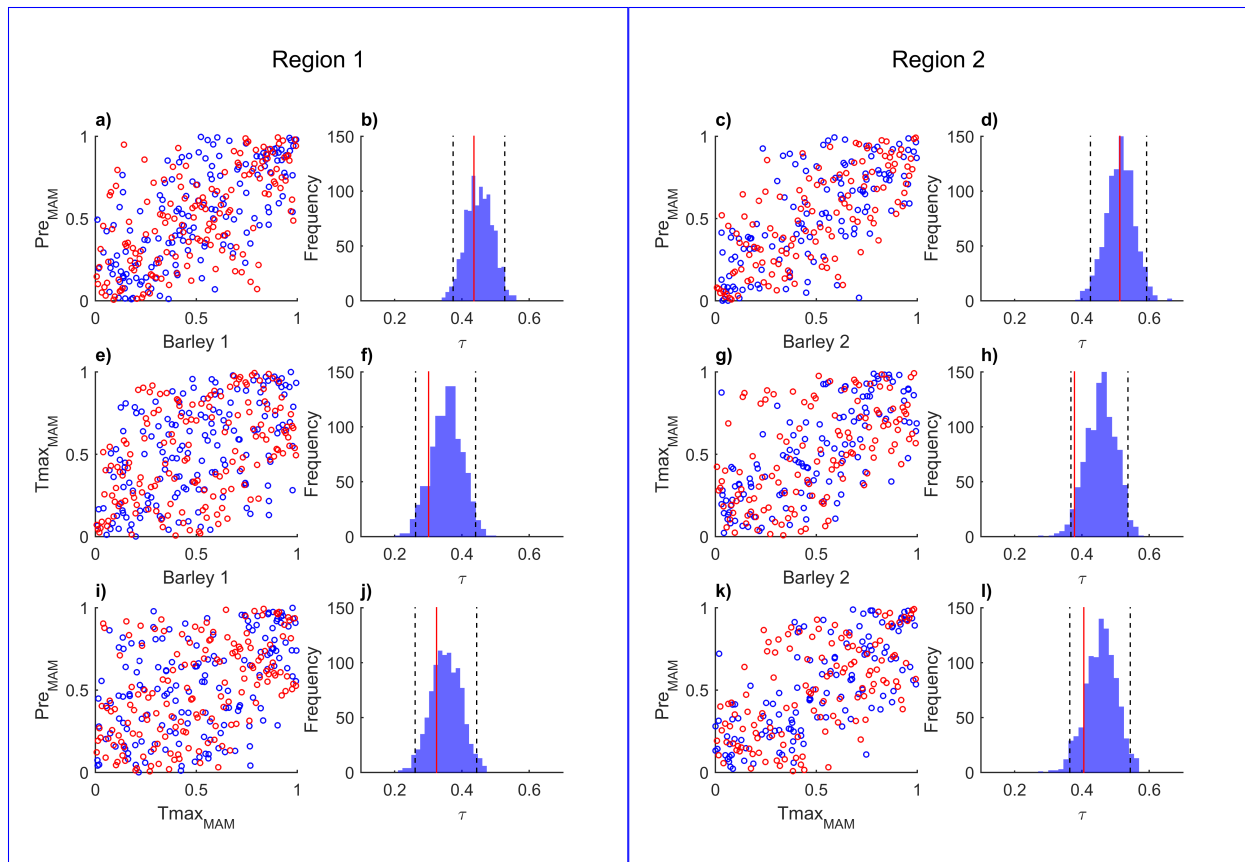 Region 1
Region 2
a)
b)
c)
d)
1
0.5
0
Pre_MAM
0
0.5
1
Barley 1
150
100
50
0
Frequency
0.2
0.4
0.6
τ
1
0.5
0
Pre_MAM
0
0.5
1
Barley 2
150
100
50
0
Frequency
0.2
0.4
0.6
τ
e)
f)
g)
h)
1
0.5
0
Tmax_MAM
0
0.5
1
Barley 1
150
100
50
0
Frequency
0.2
0.4
0.6
τ
1
0.5
0
Tmax_MAM
0
0.5
1
Barley 2
150
100
50
0
Frequency
0.2
0.4
0.6
τ
i)
j)
k)
l)
1
0.5
0
Pre_MAM
0
0.5
1
Tmax_MAM
150
100
50
0
Frequency
0.2
0.4
0.6
τ
1
0.5
0
Pre_MAM
0
0.5
1
Tmax_MAM
150
100
50
0
Frequency
0.2
0.4
0.6
τ